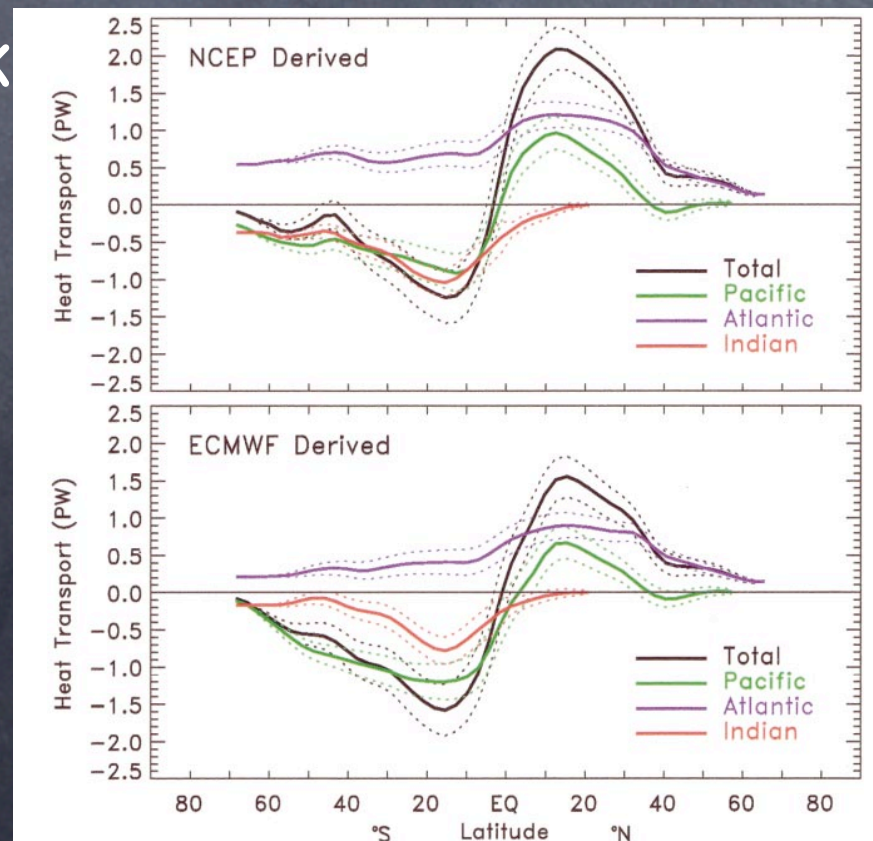 2.5
2.0
1.5
1.0
0.5
0.0
-0.5
-1.0
-1.5
-2.0
-2.5
Heat Transport (PW)
NCEP Derived
Total
Pacific
Atlantic
Indian
2.5
2.0
1.5
1.0
0.5
0.0
-0.5
-1.0
-1.5
-2.0
-2.5
Heat Transport (PW)
ECMWF Derived
Total
Pacific
Atlantic
Indian
80 60 40 20 EQ 20 40 60 80
°S Latitude °N